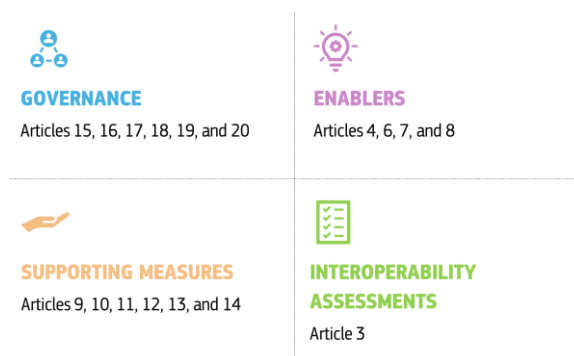 GOVERNANCE
Articles 15, 16, 17, 18, 19, and 20
ENABLERS
Articles 4, 6, 7, and 8
SUPPORTING MEASURES
Articles 9, 10, 11, 12, 13, and 14
INTEROPERABILITY
ASSESSMENTS
Article 3